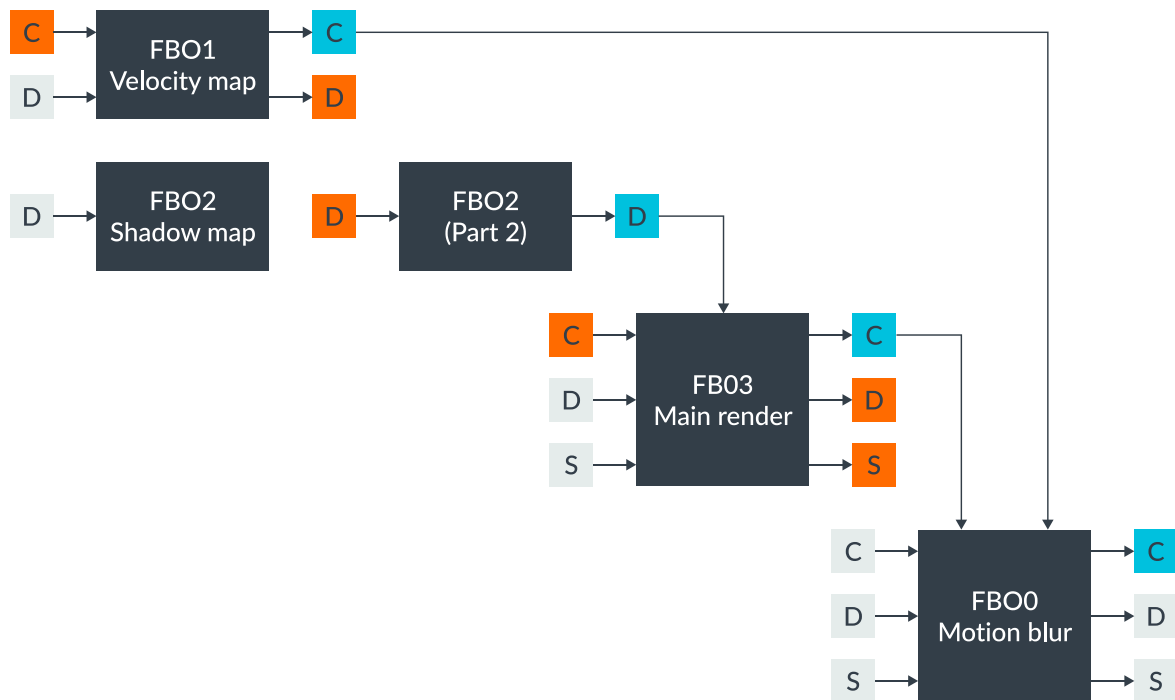 C
FBO1
Velocity map
C
D
D
D
FBO2
Shadow map
D
FBO2
(Part 2)
D
C
FB03
Main render
C
D
D
S
S
C
FBO0
Motion blur
C
D
D
S
S